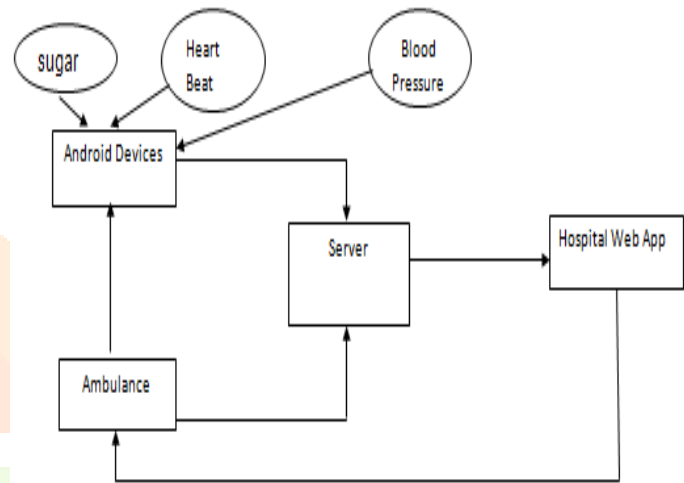 sugar
Heart
Beat
Blood
Pressure
Android Devices
Server
Hospital Web App
Ambulance